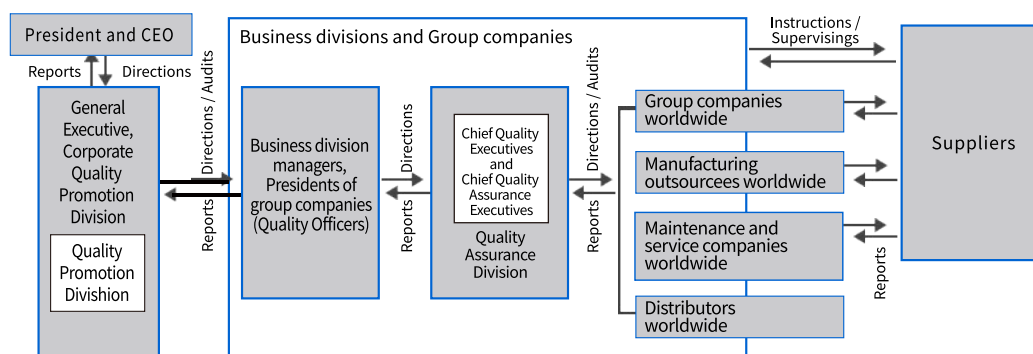 President and CEO
Reports
Directions
General
Executive,
Corporate
Quality
Promotion
Division
Quality
Promotion
Divishion
Directions / Audits
Reports
Business divisions and Group companies
Business division
managers,
Presidents of
group companies
(Quality Officers)
Directions
Reports
Chief Quality
Executives
and
Chief Quality
Assurance
Executives
Quality
Assurance
Division
Directions / Audits
Reports
Group companies
worldwide
Manufacturing
outsourcees worldwide
Maintenance and
service companies
worldwide
Distributors
worldwide
Instructions /
Supervisings
Reports
Suppliers